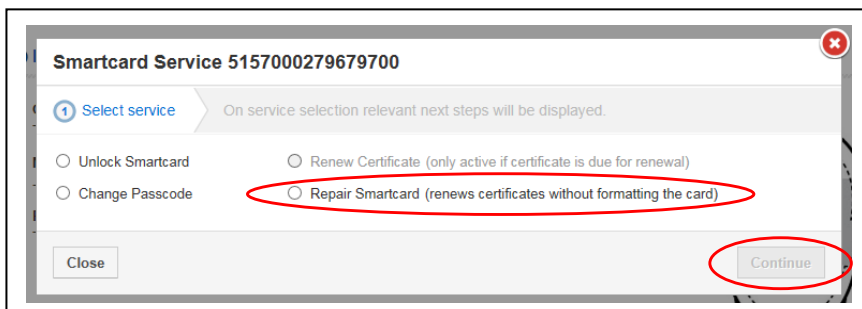 Smartcard Service 5157000279679700
1 Select service On service selection relevant next steps will be displayed.
Unlock Smartcard Renew Certificate (only active if certificate is due for renewal)
Change Passcode Repair Smartcard (renews certificates without formatting the card)
Close Continue